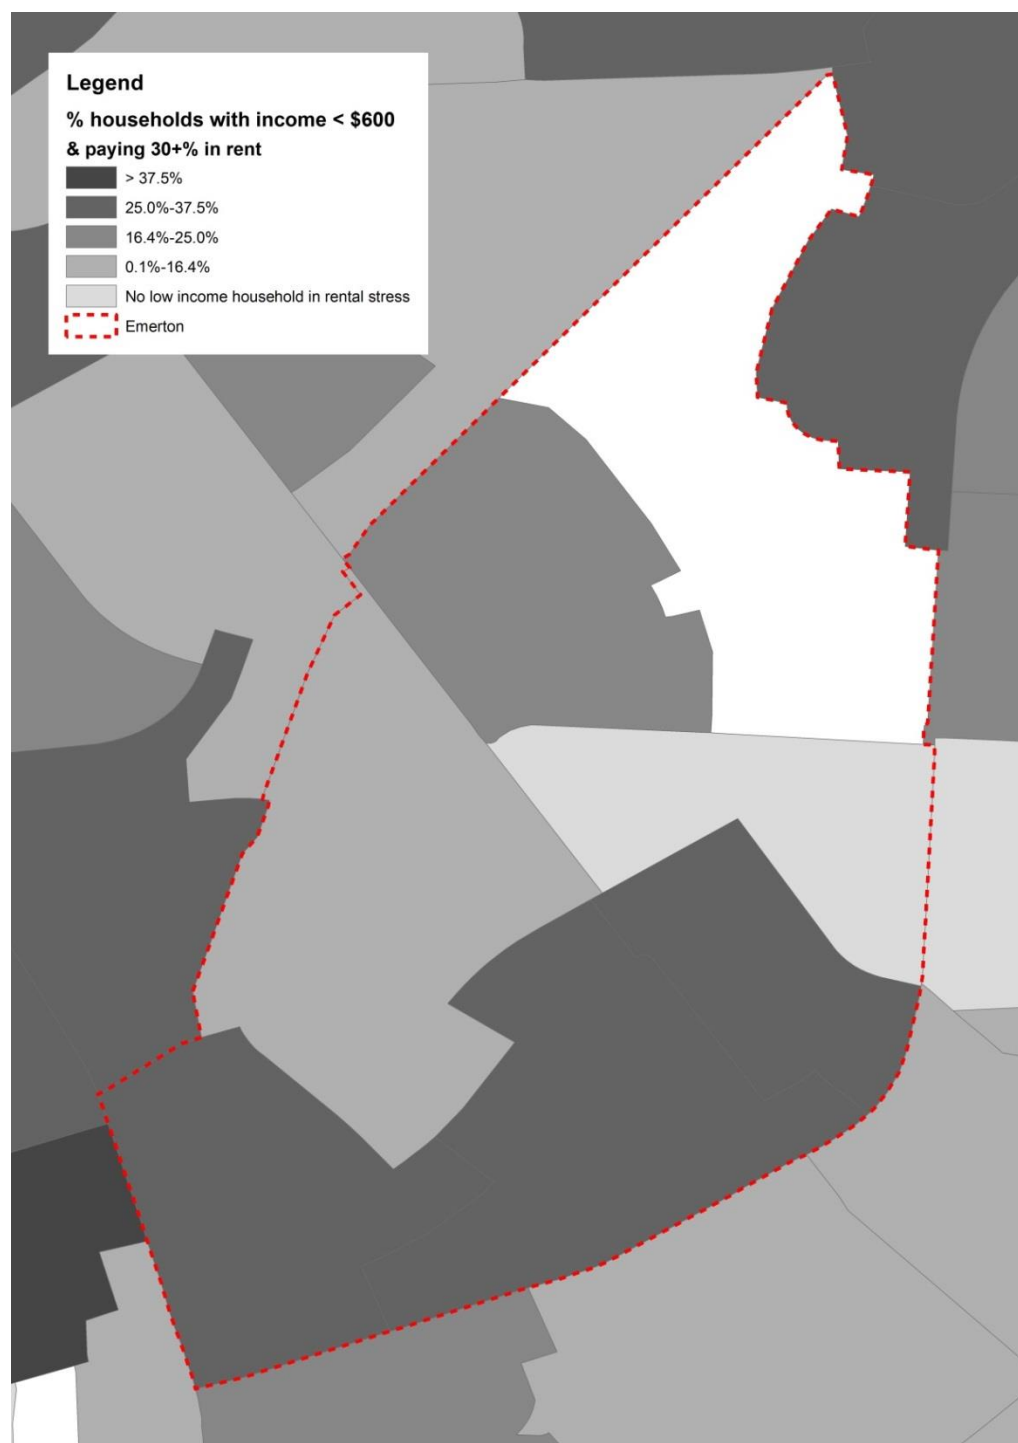 Legend
% households with income < $600
& paying 30+% in rent
> 37.5%
25.0%-37.5%
16.4%-25.0%
0.1%-16.4%
No low income household in rental stress
Emerton